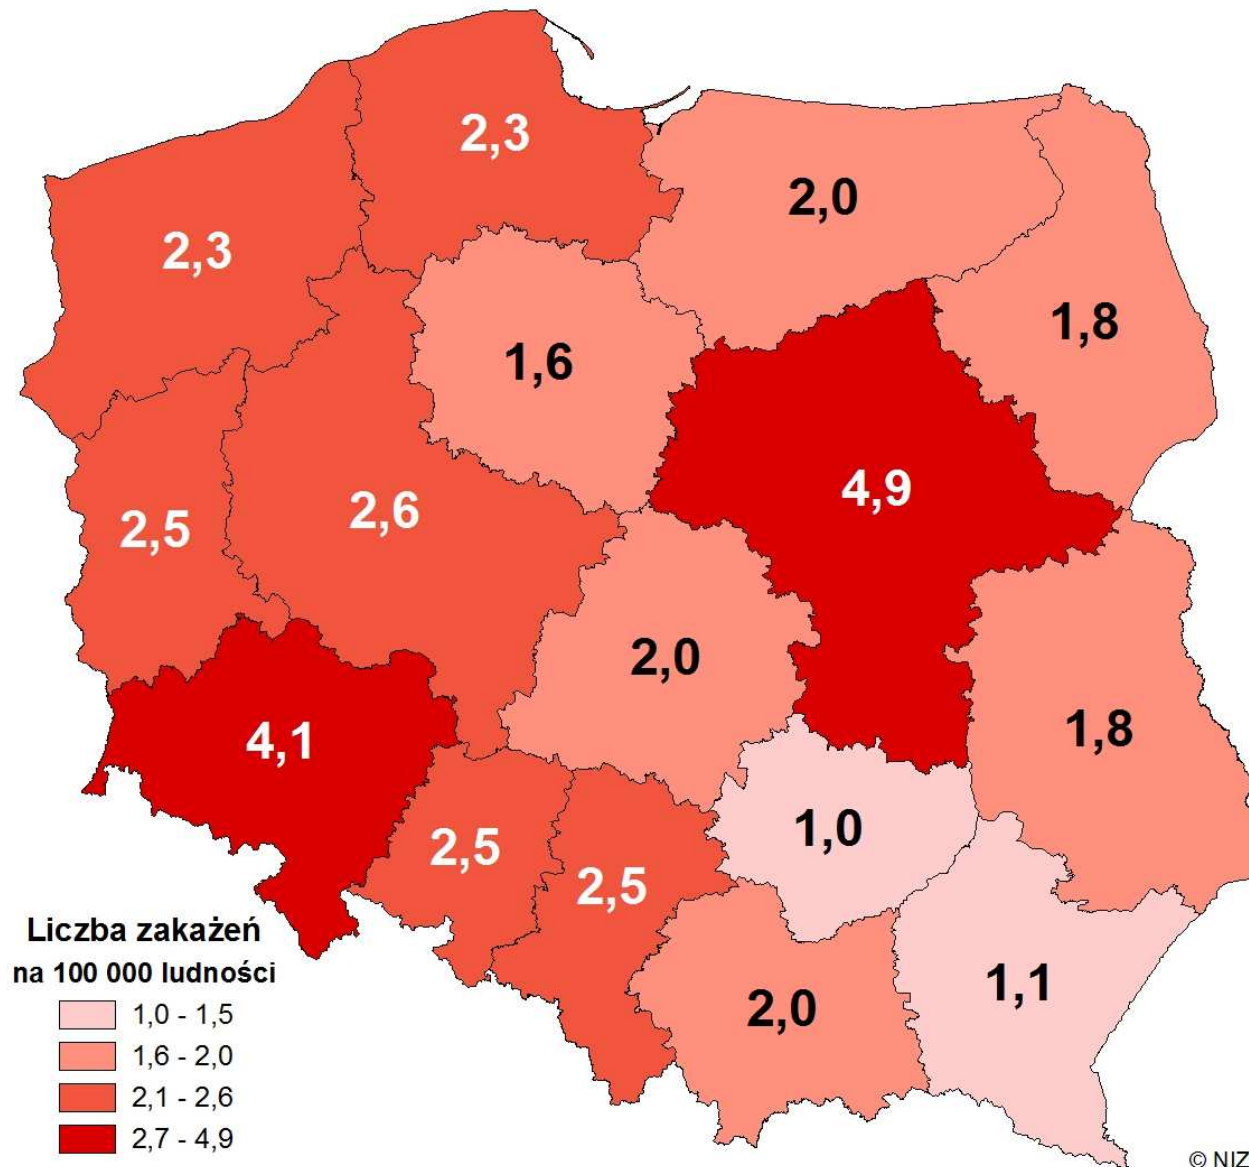 2,3
2,3
2,0
1,8
1,6
4,9
2,6
2,5
2,0
4,1
1,8
2,5
1,0
2,5
1,1
2,0
Liczba zakażeń
na 100 000 ludności
1,0 - 1,5
1,6 - 2,0
2,1 - 2,6
2,7 - 4,9
© NIZ